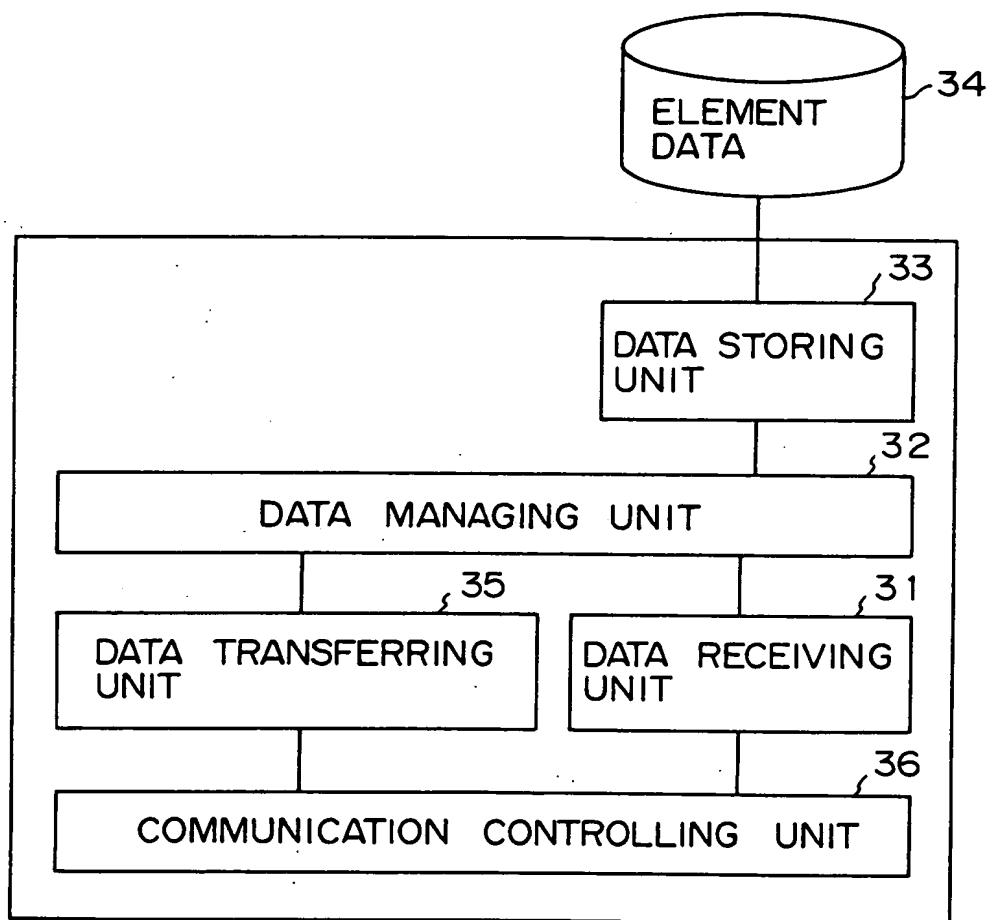 34
ELEMENT
DATA
33
DATA STORING
UNIT
32
DATA MANAGING UNIT
35
31
DATA TRANSFERRING
UNIT
DATA RECEIVING
UNIT
36
COMMUNICATION CONTROLLING UNIT